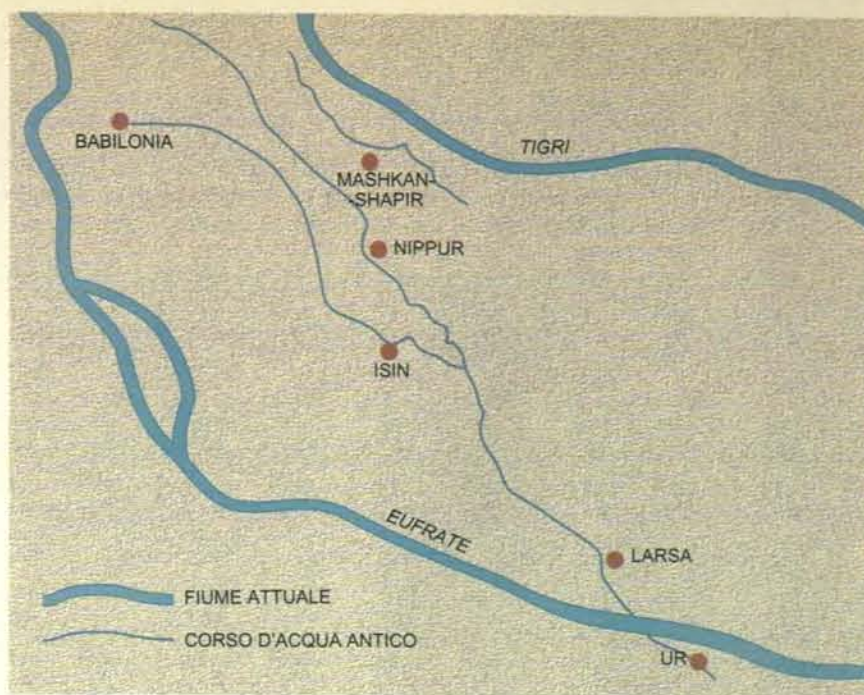 TIGRI
BABILONIA
MASHKAN-
-SHAPIR
NIPPUR
ISIN
EUFRATE
LARSA
FIUME ATTUALE
CORSO D'ACQUA ANTICO
UR